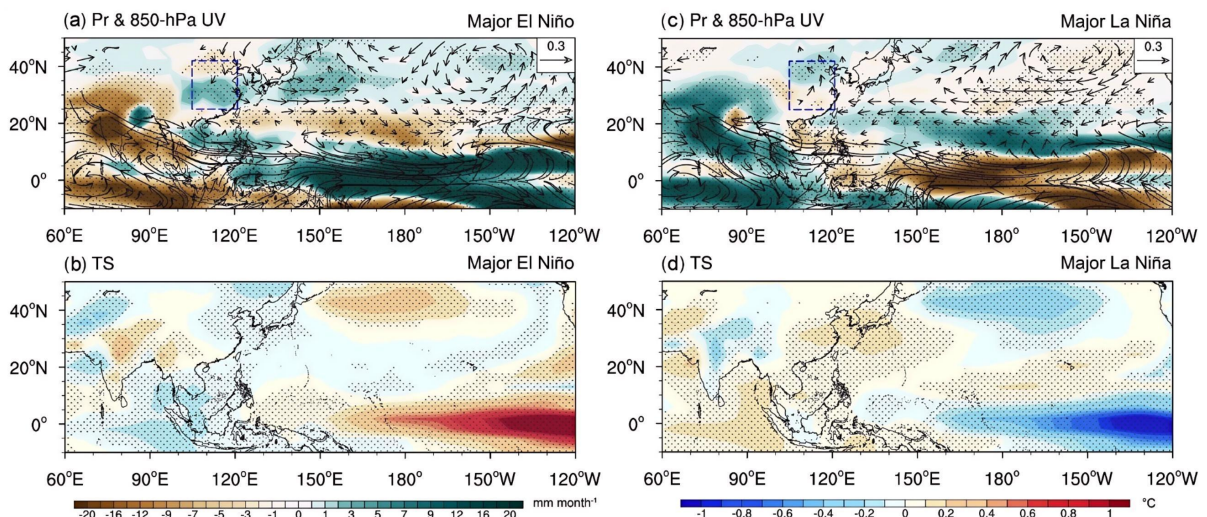 (a) Pr & 850-hPa UV Major El Niño
0.3
40°N
20°N
0°
60°E 90°E 120°E 150°E 180° 150°W 120°W
(b) TS Major El Niño
40°N
20°N
0°
60°E 90°E 120°E 150°E 180° 150°W 120°W
-20 -16 -12 -9 -7 -5 -3 -1 0 1 3 5 7 9 12 16 20 mm month⁻¹
(c) Pr & 850-hPa UV Major La Niña
0.3
40°N
20°N
0°
60°E 90°E 120°E 150°E 180° 150°W 120°W
(d) TS Major La Niña
40°N
20°N
0°
60°E 90°E 120°E 150°E 180° 150°W 120°W
-1 -0.8 -0.6 -0.4 -0.2 0 0.2 0.4 0.6 0.8 1 °C